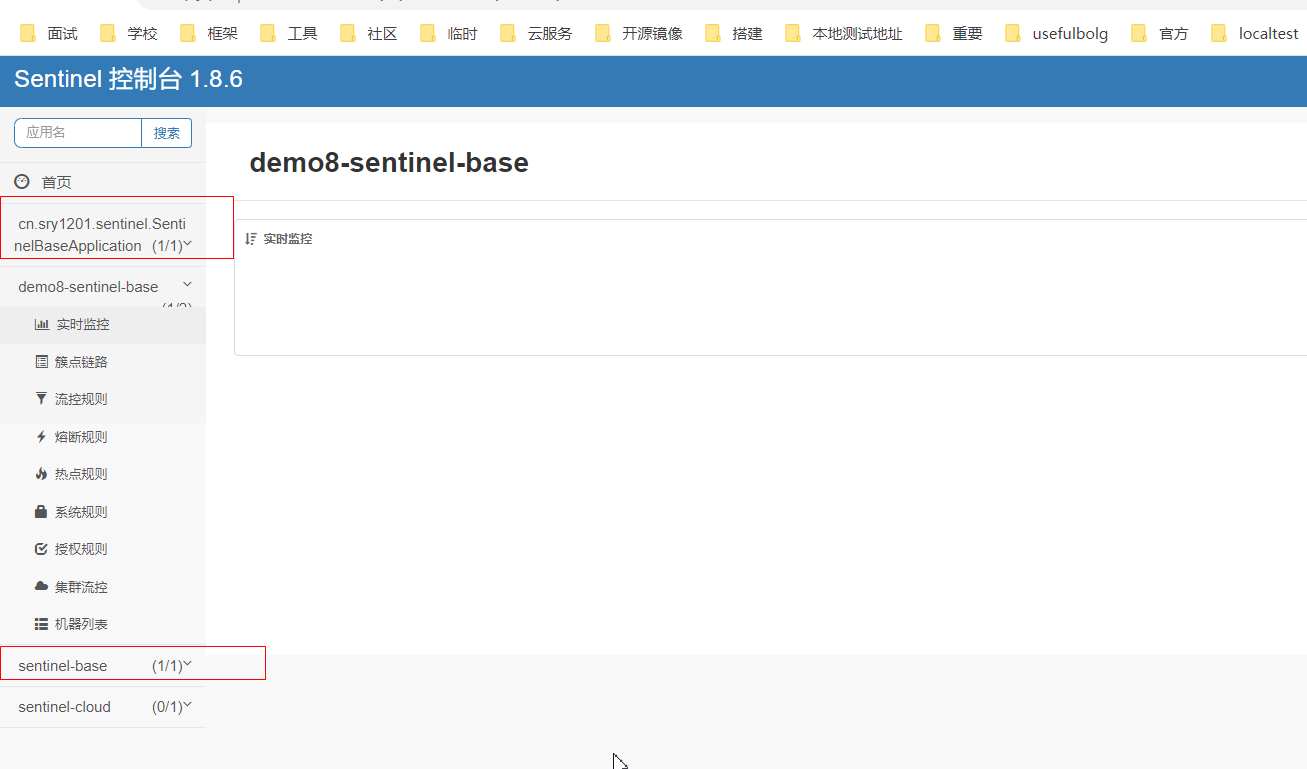 面试 学校 框架 工具 社区 临时 云服务 开源镜像 搭建 本地测试地址 重要 usefulbolg 官方 localtest
Sentinel 控制台 1.8.6
应用名 搜索
demo8-sentinel-base
首页
cn.sry1201.sentinel.Senti
nelBaseApplication (1/1)
实时监控
demo8-sentinel-base
实时监控
簇点链路
流控规则
熔断规则
热点规则
系统规则
授权规则
集群流控
机器列表
sentinel-base (1/1)
sentinel-cloud (0/1)